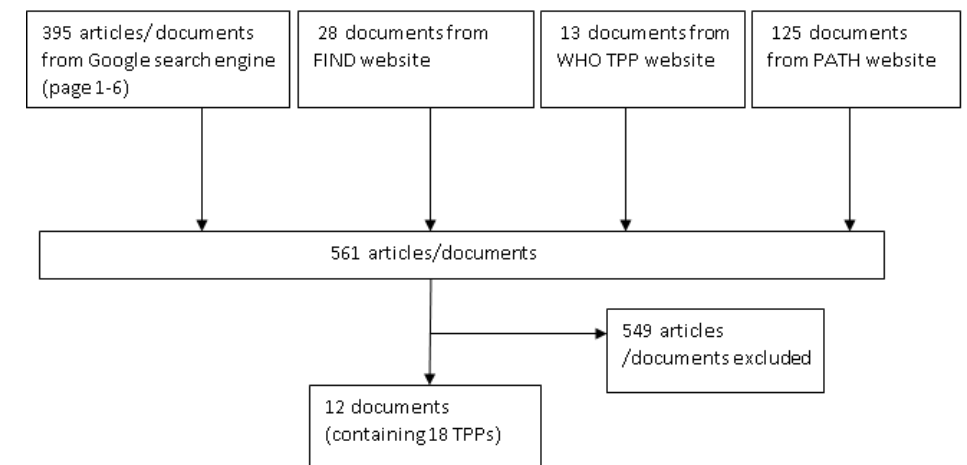 395 articles/documents
from Google search engine
(page 1-6)
28 documents from
FIND website
13 documents from
WHO TPP website
125 documents
from PATH website
561 articles/documents
549 articles
/documents excluded
12 documents
(containing 18 TPPs)